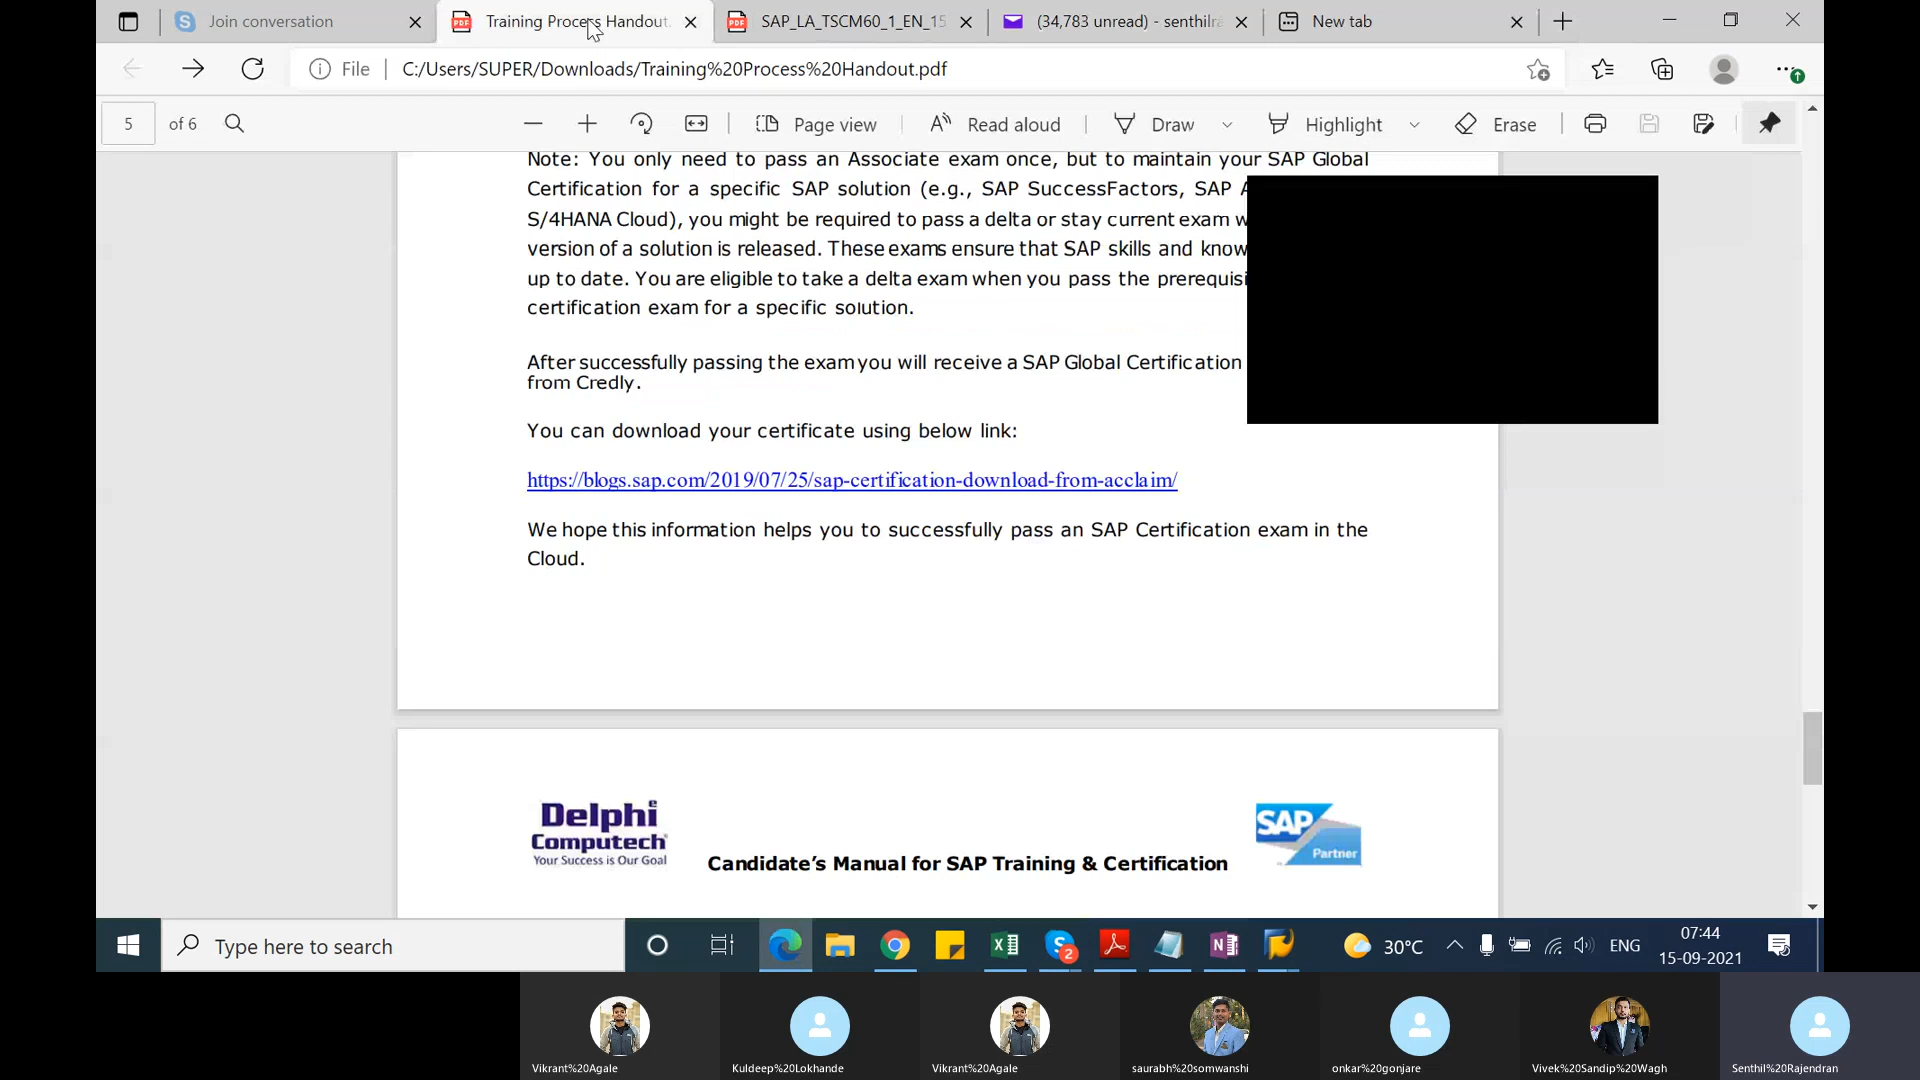 Join conversation
Training Process Handout.
SAP_LA_TSCM60_1_EN_15
(34,783 unread) - senthilra
New tab
File
C:/Users/SUPER/Downloads/Training%20Process%20Handout.pdf
5
of 6
Page view
Read aloud
Draw
Highlight
Erase
Note: You only need to pass an Associate exam once, but to maintain your SAP Global
Certification for a specific SAP solution (e.g., SAP SuccessFactors, SAP A
S/4HANA Cloud), you might be required to pass a delta or stay current exam w
version of a solution is released. These exams ensure that SAP skills and know
up to date. You are eligible to take a delta exam when you pass the prerequisi
certification exam for a specific solution.
After successfully passing the exam you will receive a SAP Global Certification
from Credly.
You can download your certificate using below link:
https://blogs.sap.com/2019/07/25/sap-certification-download-from-acclaim/
We hope this information helps you to successfully pass an SAP Certification exam in the
Cloud.
Delphi
Computech
Your Success is Our Goal
SAP
Partner
Candidate's Manual for SAP Training & Certification
Type here to search
2
30°C
ENG
07:44
15-09-2021
Vikrant%20Agale
Kuldeep%20Lokhande
Vikrant%20Agale
saurabh%20somwanshi
onkar%20gonjare
Vivek%20Sandip%20Wagh
Senthil%20Rajendran